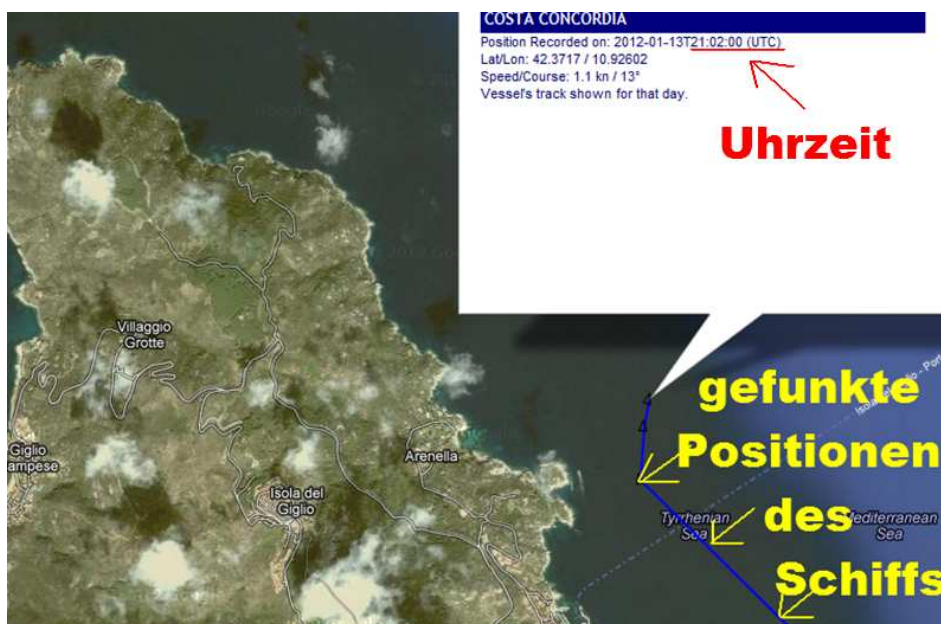 COSTA CONCORDIA
Position Recorded on: 2012-01-13T21:02:00 (UTC)
Lat/Lon: 42.3717 / 10.92602
Speed/Course: 1.1 kn / 13°
Vessel's track shown for that day.
Uhrzeit
Villaggio
Grotte
gefunkte
Positionen
des
Schiffs
Giglio
ampese
Arenella
Isola del
Giglio
Tyrrhenian
Sea
Mediterranean
Sea